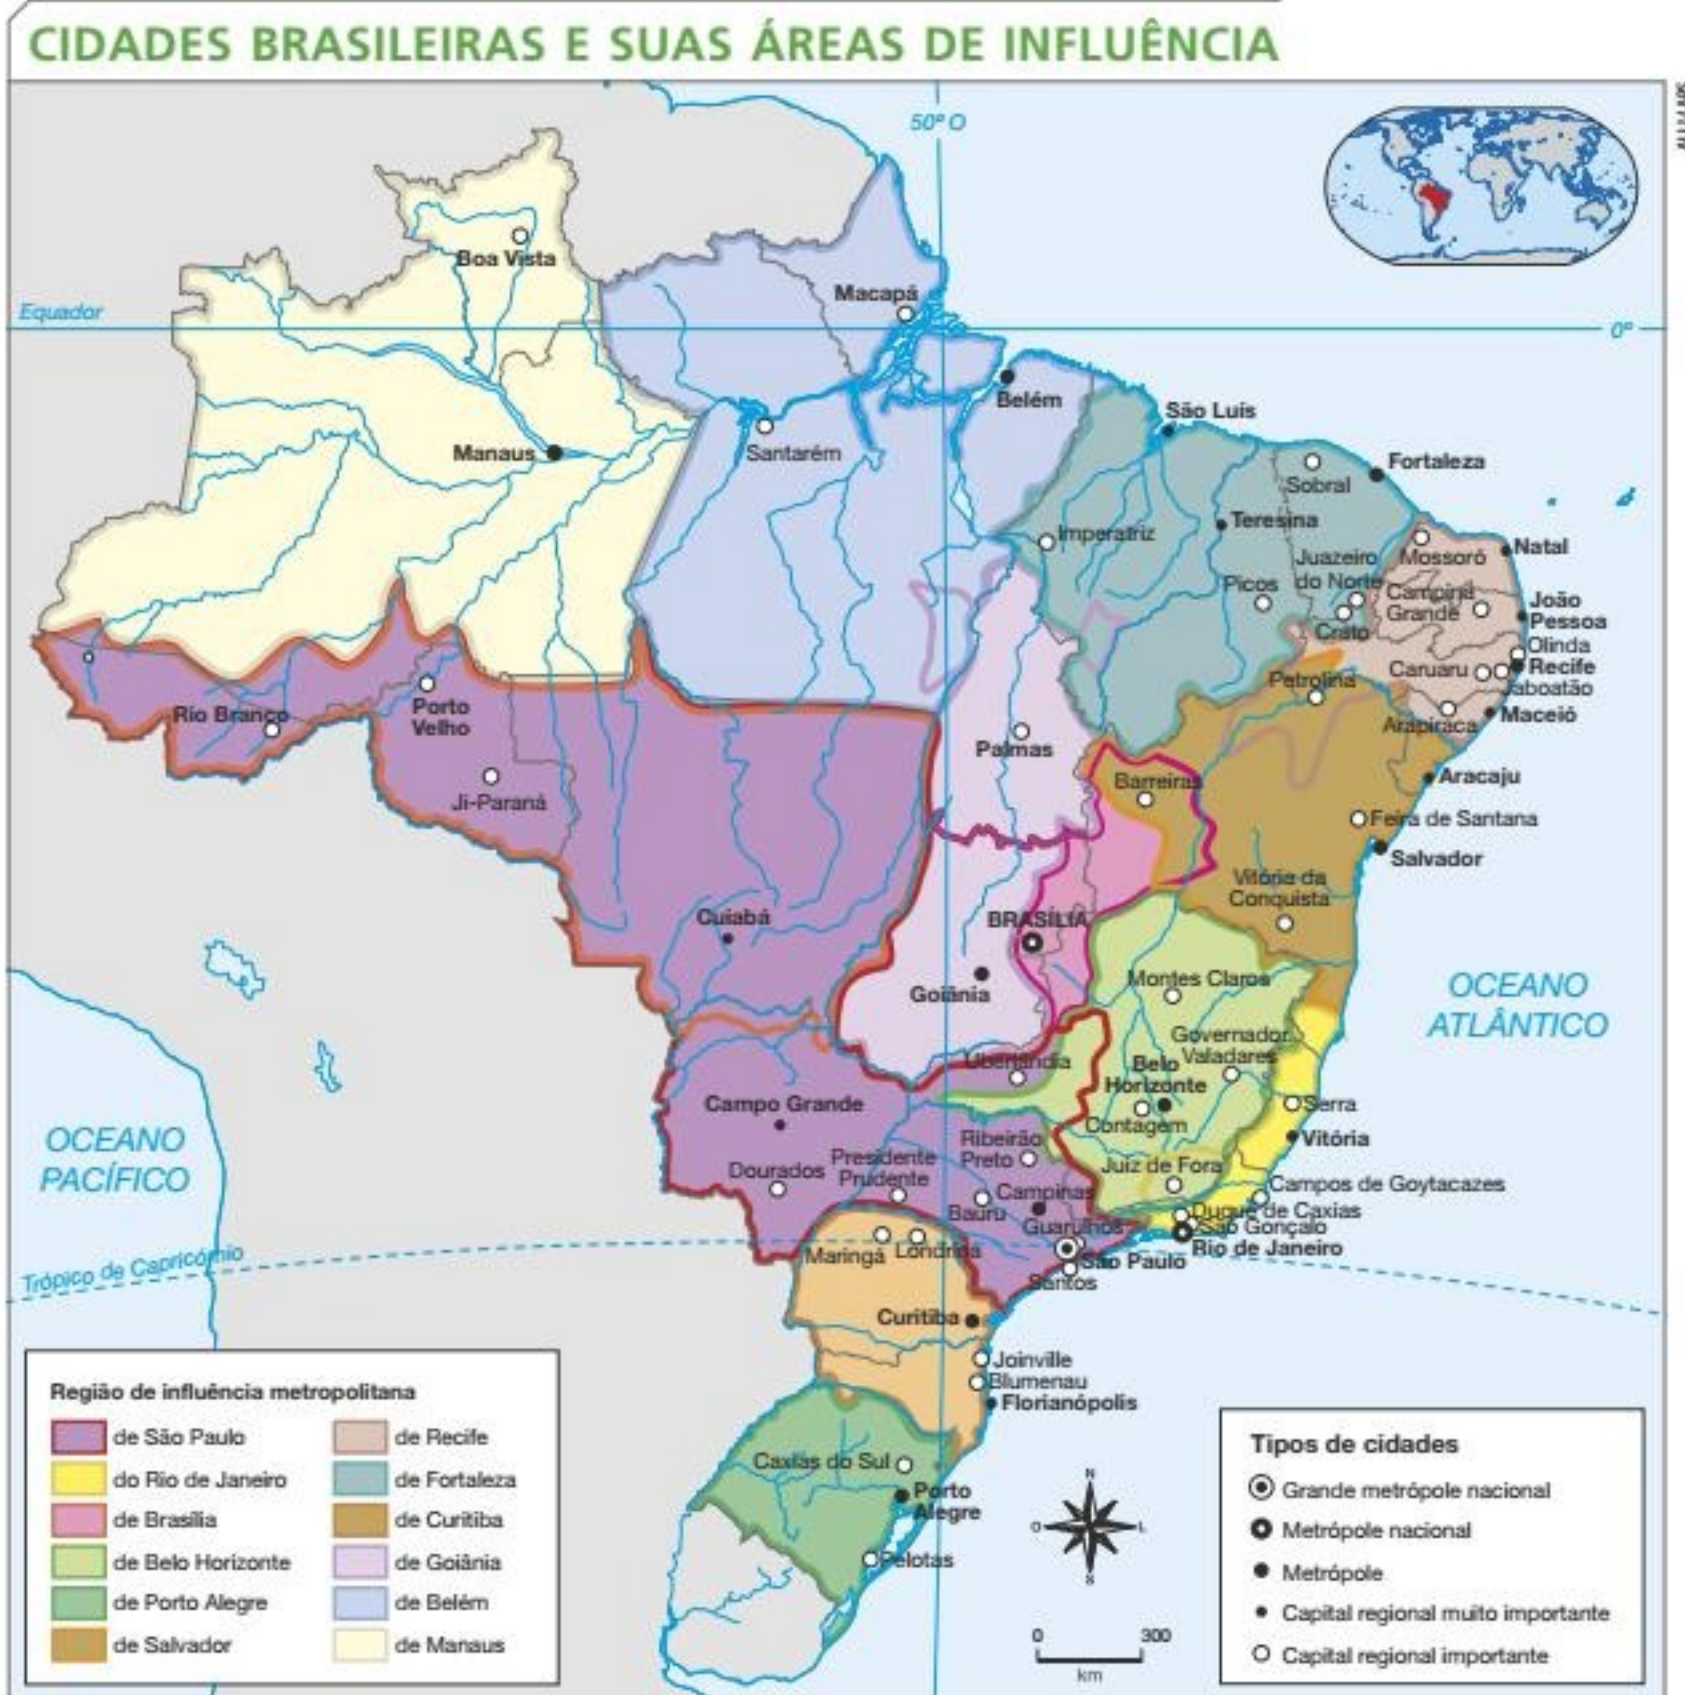 CIDADES BRASILEIRAS E SUAS ÁREAS DE INFLUÊNCIA
50º O
Boa Vista
Macapá
Equador
0º
Belém
São Luís
Manaus
Santarém
Fortaleza
Sobral
Teresina
Imperatriz
Mossoró
Natal
Juazeiro
do Norte
Picos
Campina
Grande
João
Pessoa
Crato
Olinda
Recife
Caruaru
Jaboatão
Petrolina
Maceió
Arapiraca
Rio Branco
Porto
Velho
Palmas
Aracaju
Barreiras
Ji-Paraná
Feira de Santana
Salvador
Vitória da
Conquista
Cuiabá
BRASÍLIA
Goiânia
Montes Claros
OCEANO
ATLÂNTICO
Governador
Valadares
Uberlândia
Belo
Horizonte
Campo Grande
Serra
Contagem
Vitória
OCEANO
PACÍFICO
Ribeirão
Preto
Presidente
Prudente
Dourados
Juiz de Fora
Campos de Goytacazes
Campinas
Bauru
Duque de Caxias
Guarulhos
São Gonçalo
Rio de Janeiro
Maringá
Londrina
São Paulo
Santos
Trópico de Capricórnio
Curitiba
Joinville
Blumenau
Florianópolis
Caxias do Sul
Porto
Alegre
Pelotas
Região de influência metropolitana
de São Paulo
do Rio de Janeiro
de Brasília
de Belo Horizonte
de Porto Alegre
de Salvador
de Recife
de Fortaleza
de Curitiba
de Goiânia
de Belém
de Manaus
N
O
L
S
0
300
km
Tipos de cidades
Grande metrópole nacional
Metrópole nacional
Metrópole
Capital regional muito importante
Capital regional importante